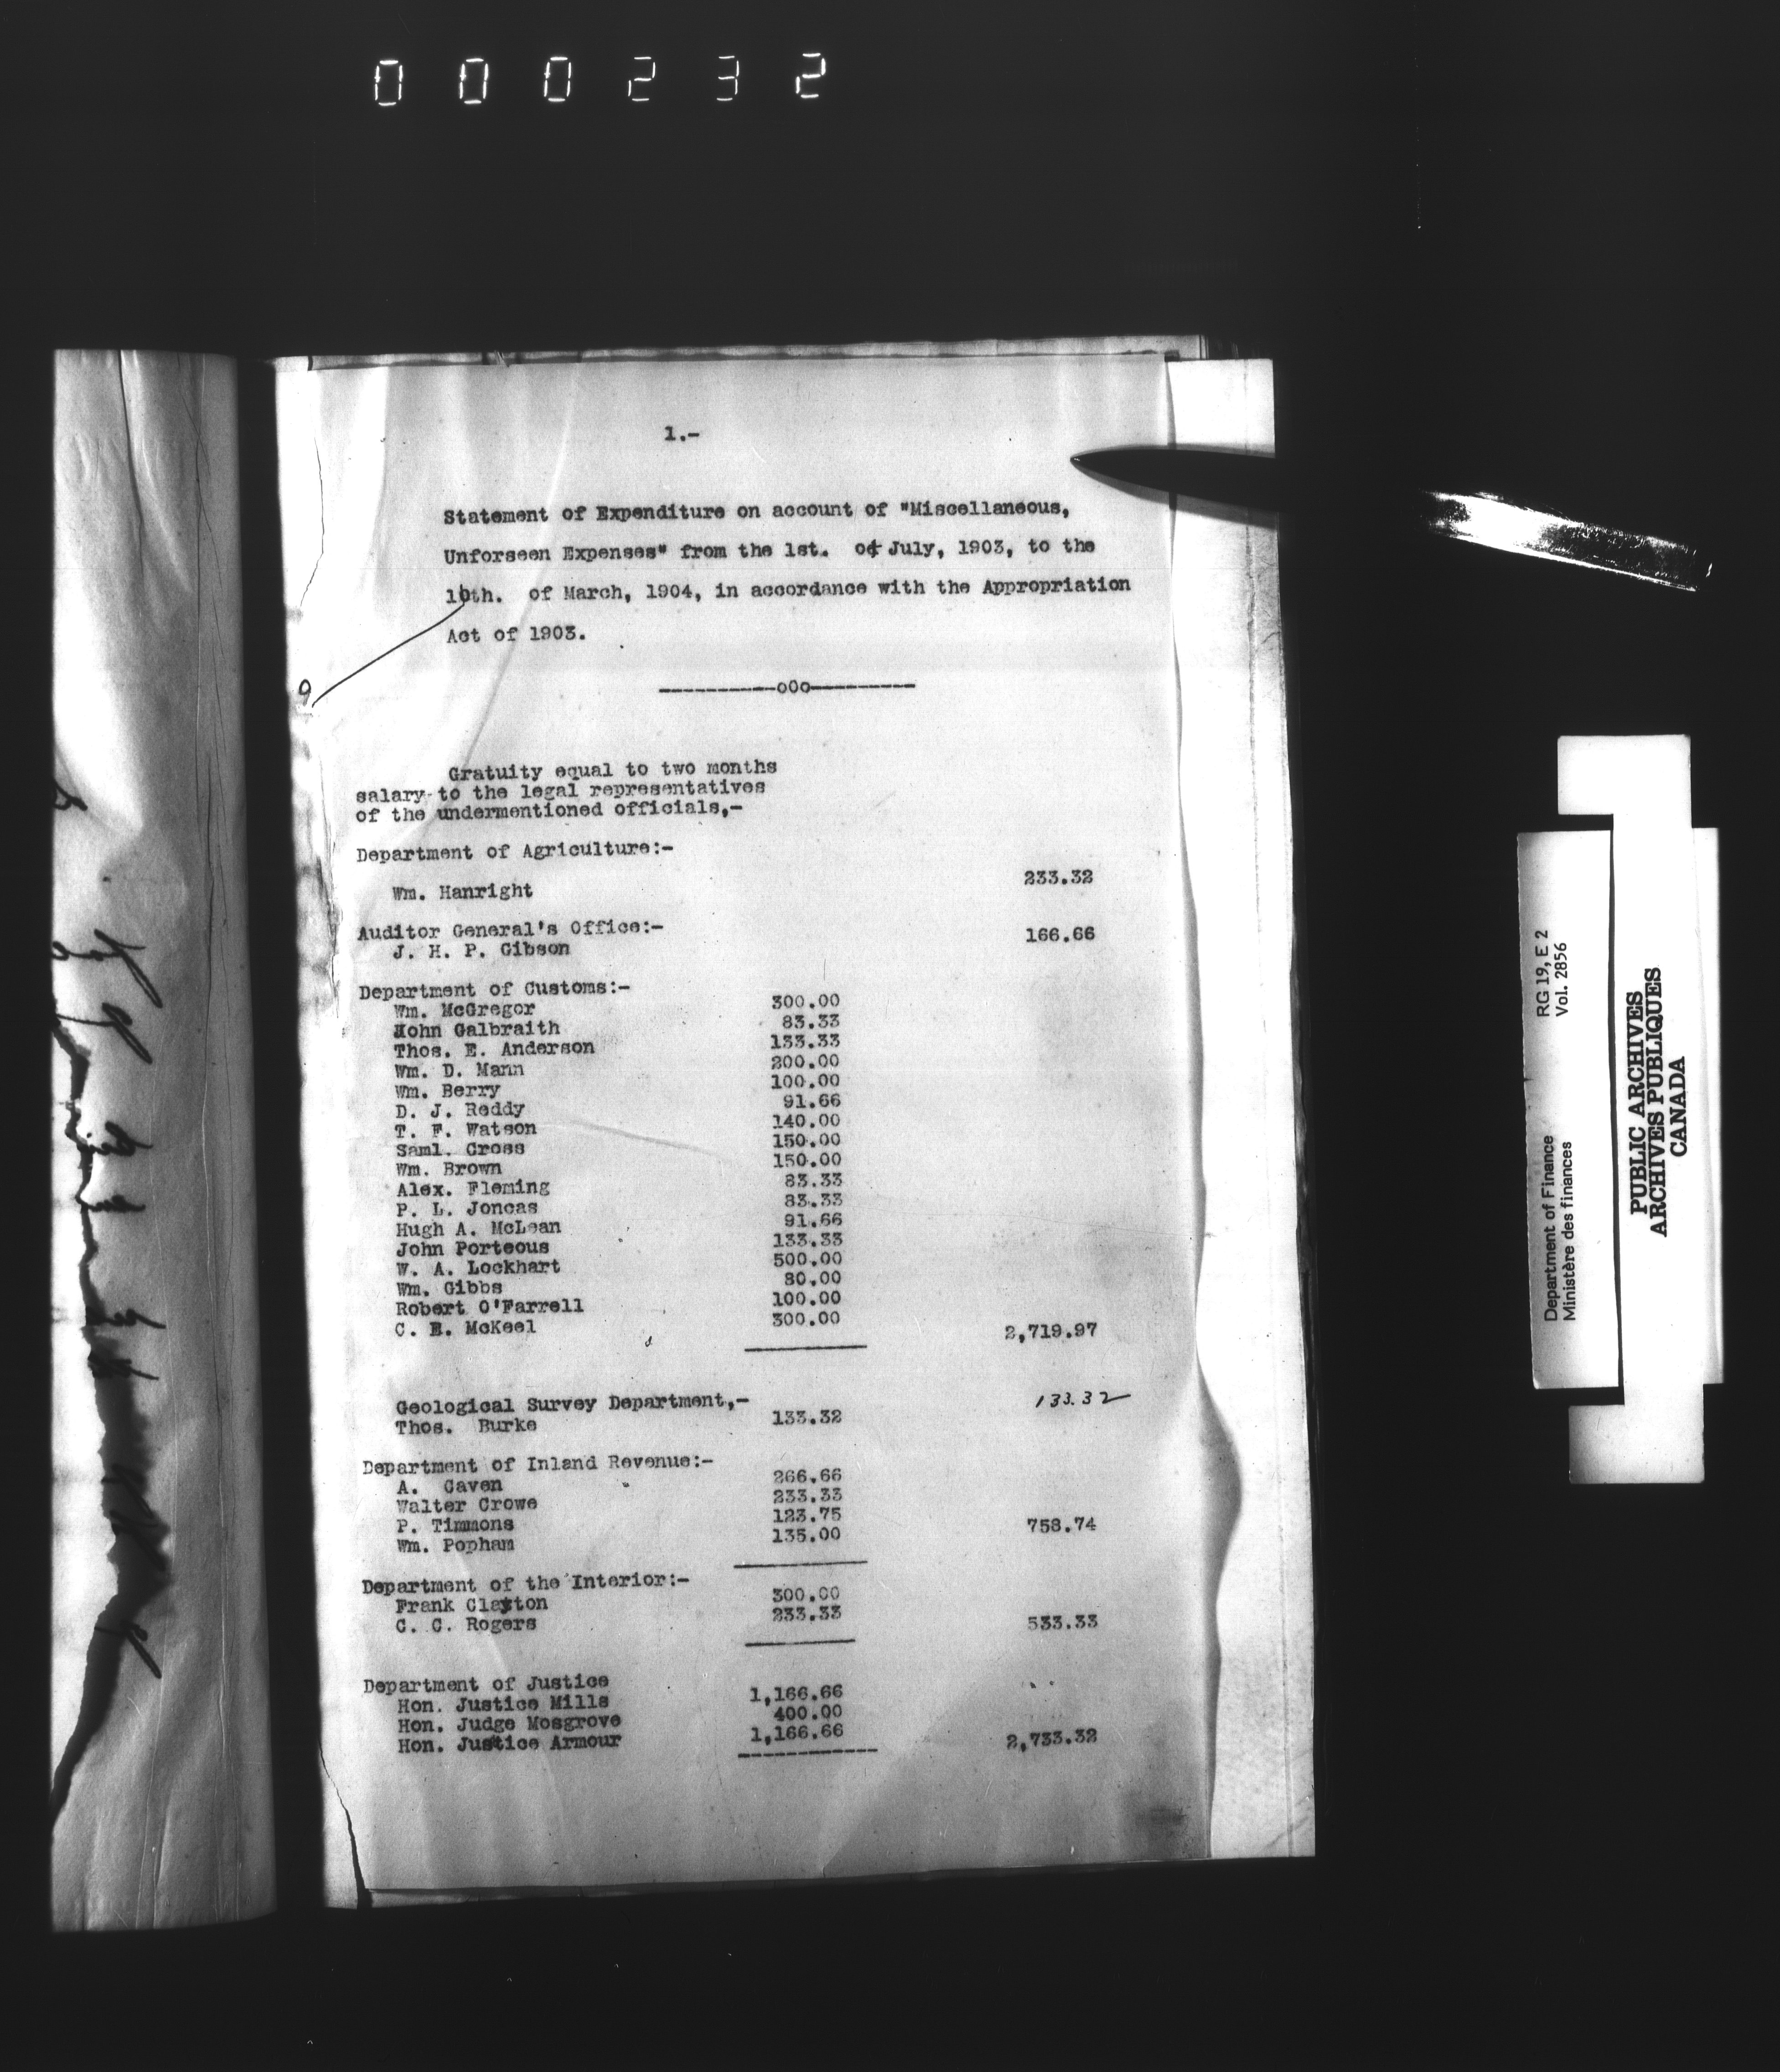 000232
1.-
Statement of Expenditure on account of "Miscellaneous,
Unforseen Expenses" from the 1st. of July, 1903, to the
10th. of March, 1904, in accordance with the Appropriation
Act of 1903.
9
----------oOo---------
Gratuity equal to two months
salary to the legal representatives
of the undermentioned officials,-
Department of Agriculture:-
Wm. Hanright 233.32
Auditor General's Office:-
J. H. P. Gibson 166.66
Department of Customs:-
Wm. McGregor 300.00
John Galbraith 83.33
Thos. E. Anderson 133.33
Wm. D. Mann 200.00
Wm. Berry 100.00
D. J. Reddy 91.66
T. F. Watson 140.00
Saml. Cross 150.00
Wm. Brown 150.00
Alex. Fleming 83.33
P. L. Joncas 83.33
Hugh A. McLean 91.66
John Porteous 133.33
W. A. Lockhart 500.00
Wm. Gibbs 80.00
Robert O'Farrell 100.00
C. E. McKeel 300.00 2,719.97
Geological Survey Department,- 133.32
Thos. Burke 133.32
Department of Inland Revenue:-
A. Caven 266.66
Walter Crowe 233.33
P. Timmons 123.75 758.74
Wm. Popham 135.00
Department of the Interior:-
Frank Clayton 300.00
C. C. Rogers 233.33 533.33
Department of Justice
Hon. Justice Mills 1,166.66
Hon. Judge Mosgrove 400.00
Hon. Justice Armour 1,166.66 2,733.32
Department of Finance RG 19, E 2
Ministère des finances Vol. 2856
PUBLIC ARCHIVES
ARCHIVES PUBLIQUES
CANADA